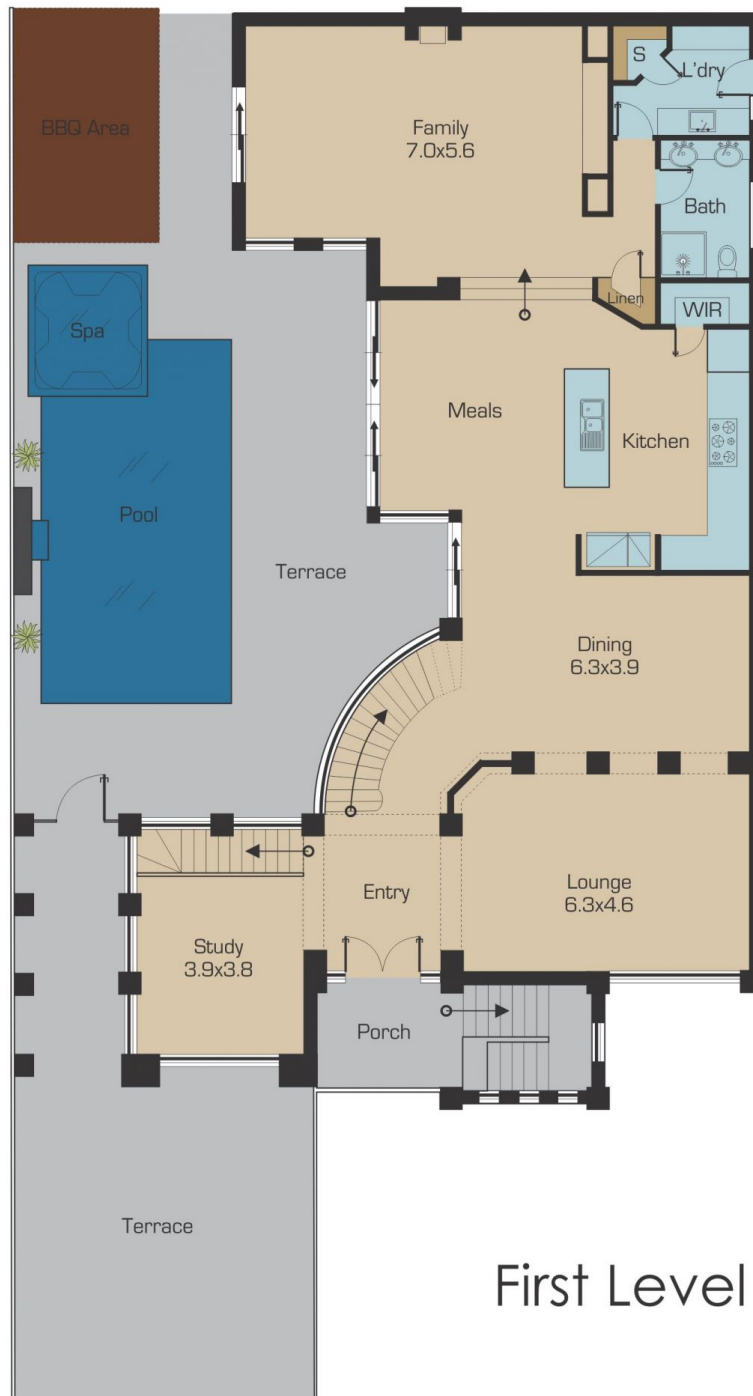 BBQ Area
Family
7.0x5.6
S
L'dry
Bath
Spa
Linen
WIR
Meals
Kitchen
Pool
Terrace
Dining
6.3x3.9
Entry
Lounge
6.3x4.6
Study
3.9x3.8
Porch
Terrace
First Level